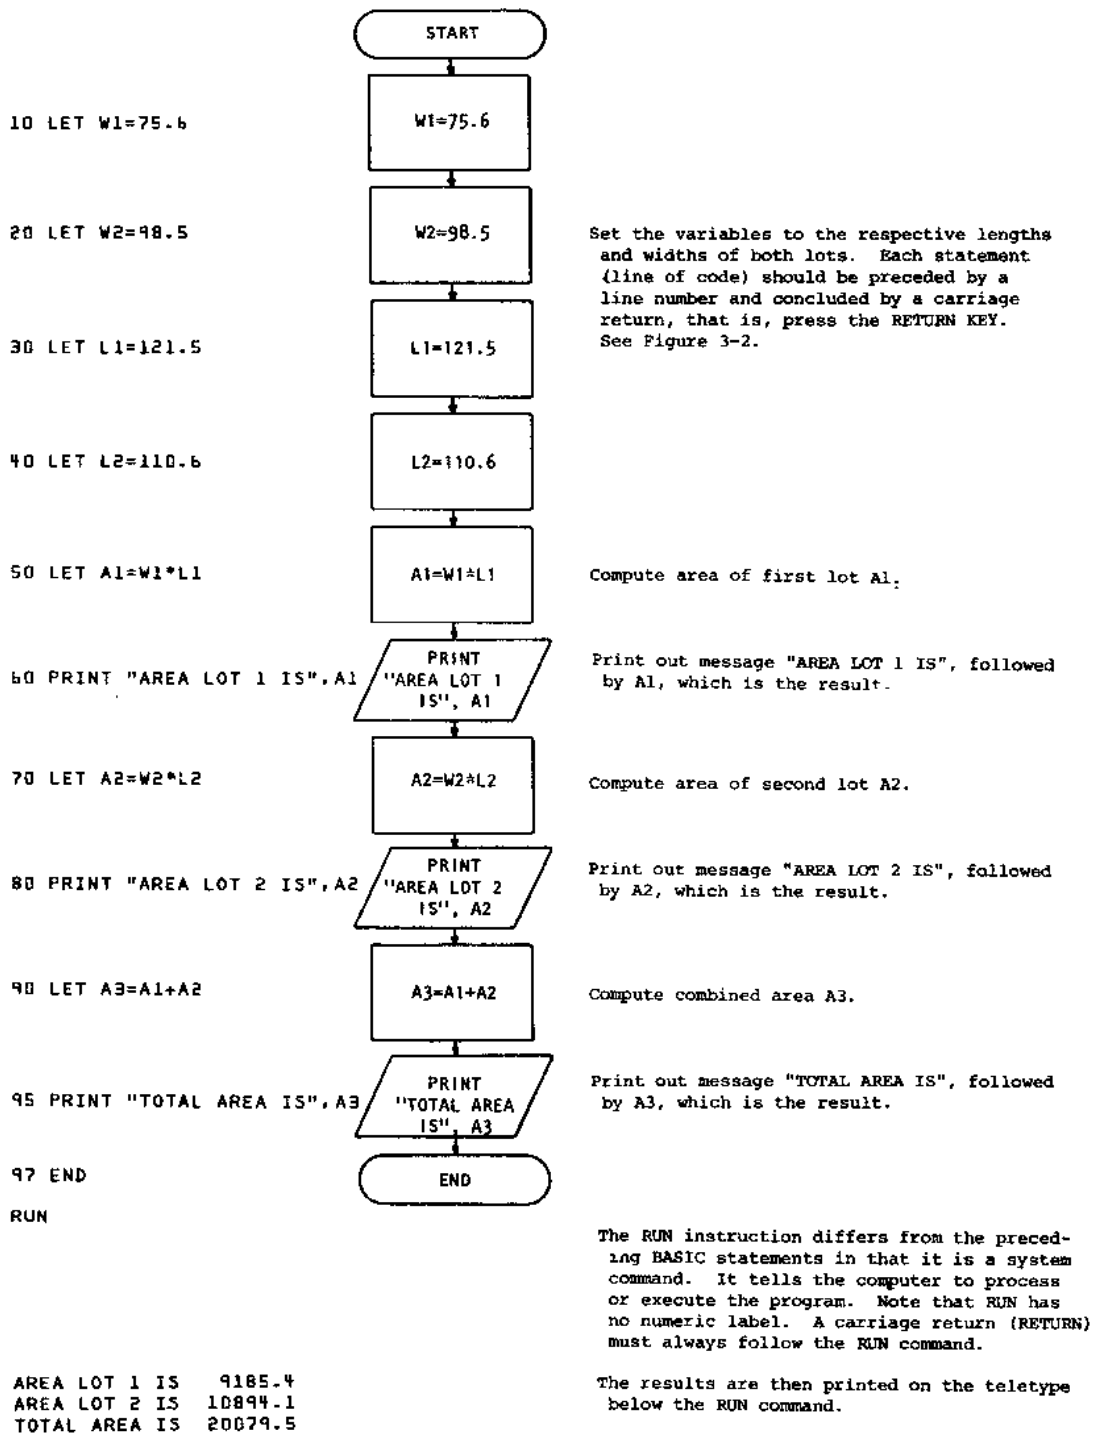 START
10 LET W1=75.6
W1=75.6
20 LET W2=98.5
W2=98.5
Set the variables to the respective lengths
and widths of both lots. Each statement
(line of code) should be preceded by a
line number and concluded by a carriage
return, that is, press the RETURN KEY.
See Figure 3-2.
30 LET L1=121.5
L1=121.5
40 LET L2=110.6
L2=110.6
50 LET A1=W1*L1
A1=W1*L1
Compute area of first lot A1.
60 PRINT "AREA LOT 1 IS",A1
PRINT
"AREA LOT 1
IS", A1
Print out message "AREA LOT 1 IS", followed
by A1, which is the result.
70 LET A2=W2*L2
A2=W2*L2
Compute area of second lot A2.
80 PRINT "AREA LOT 2 IS",A2
PRINT
"AREA LOT 2
IS", A2
Print out message "AREA LOT 2 IS", followed
by A2, which is the result.
90 LET A3=A1+A2
A3=A1+A2
Compute combined area A3.
95 PRINT "TOTAL AREA IS",A3
PRINT
"TOTAL AREA
IS", A3
Print out message "TOTAL AREA IS", followed
by A3, which is the result.
97 END
END
RUN
The RUN instruction differs from the preced-
ing BASIC statements in that it is a system
command. It tells the computer to process
or execute the program. Note that RUN has
no numeric label. A carriage return (RETURN)
must always follow the RUN command.
AREA LOT 1 IS 9185.4
AREA LOT 2 IS 10894.1
TOTAL AREA IS 20079.5
The results are then printed on the teletype
below the RUN command.